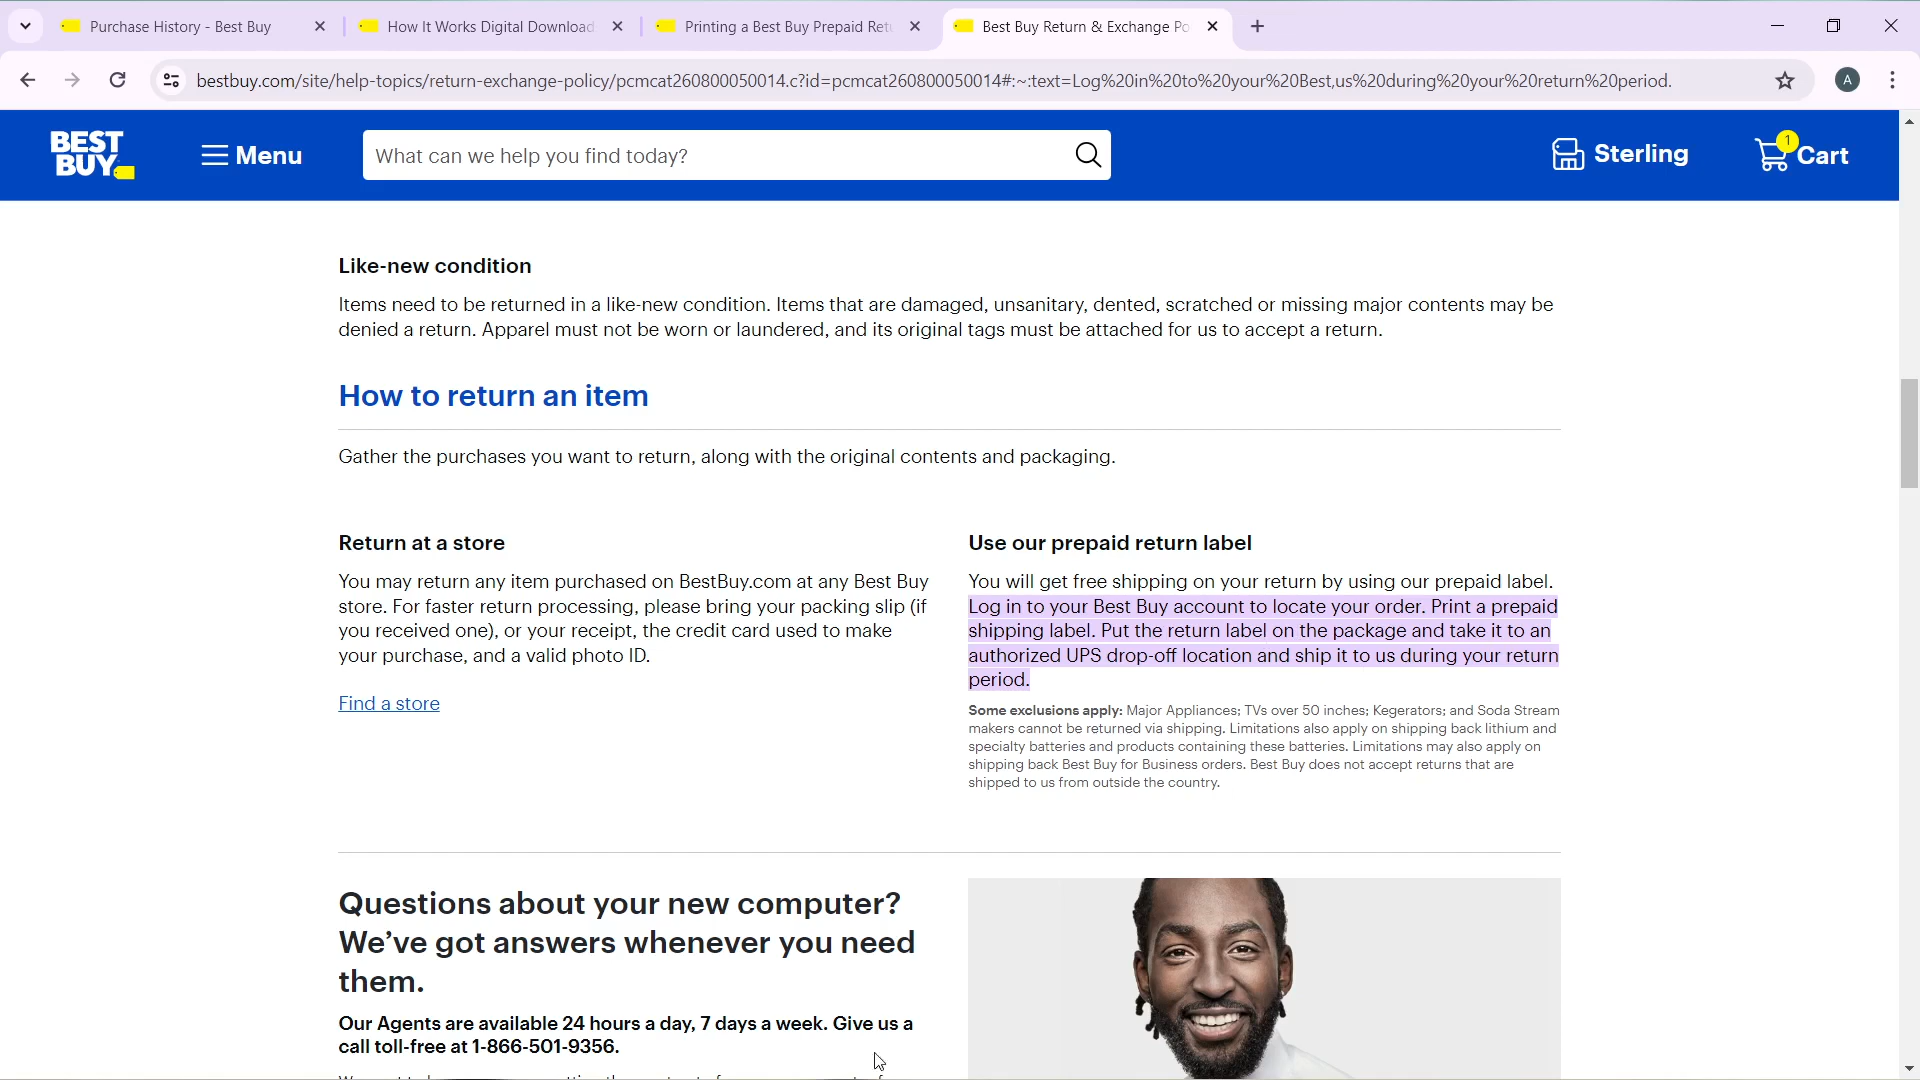 Purchase History - Best Buy
How It Works Digital Download
Printing a Best Buy Prepaid Ret
Best Buy Return & Exchange Po
bestbuy.com/site/help-topics/return-exchange-policy/pcmcat260800050014.c?id=pcmcat260800050014#:~:text=Log%20in%20to%20your%20Best,us%20during%20your%20return%20period.
A
BEST
BUY
Menu
What can we help you find today?
Sterling
1
Cart
Like-new condition
Items need to be returned in a like-new condition. Items that are damaged, unsanitary, dented, scratched or missing major contents may be
denied a return. Apparel must not be worn or laundered, and its original tags must be attached for us to accept a return.
How to return an item
Gather the purchases you want to return, along with the original contents and packaging.
Return at a store
You may return any item purchased on BestBuy.com at any Best Buy
store. For faster return processing, please bring your packing slip (if
you received one), or your receipt, the credit card used to make
your purchase, and a valid photo ID.
Find a store
Use our prepaid return label
You will get free shipping on your return by using our prepaid label.
Log in to your Best Buy account to locate your order. Print a prepaid
shipping label. Put the return label on the package and take it to an
authorized UPS drop-off location and ship it to us during your return
period.
Some exclusions apply: Major Appliances; TVs over 50 inches; Kegerators; and Soda Stream
makers cannot be returned via shipping. Limitations also apply on shipping back lithium and
specialty batteries and products containing these batteries. Limitations may also apply on
shipping back Best Buy for Business orders. Best Buy does not accept returns that are
shipped to us from outside the country.
Questions about your new computer?
We've got answers whenever you need
them.
Our Agents are available 24 hours a day, 7 days a week. Give us a
call toll-free at 1-866-501-9356.